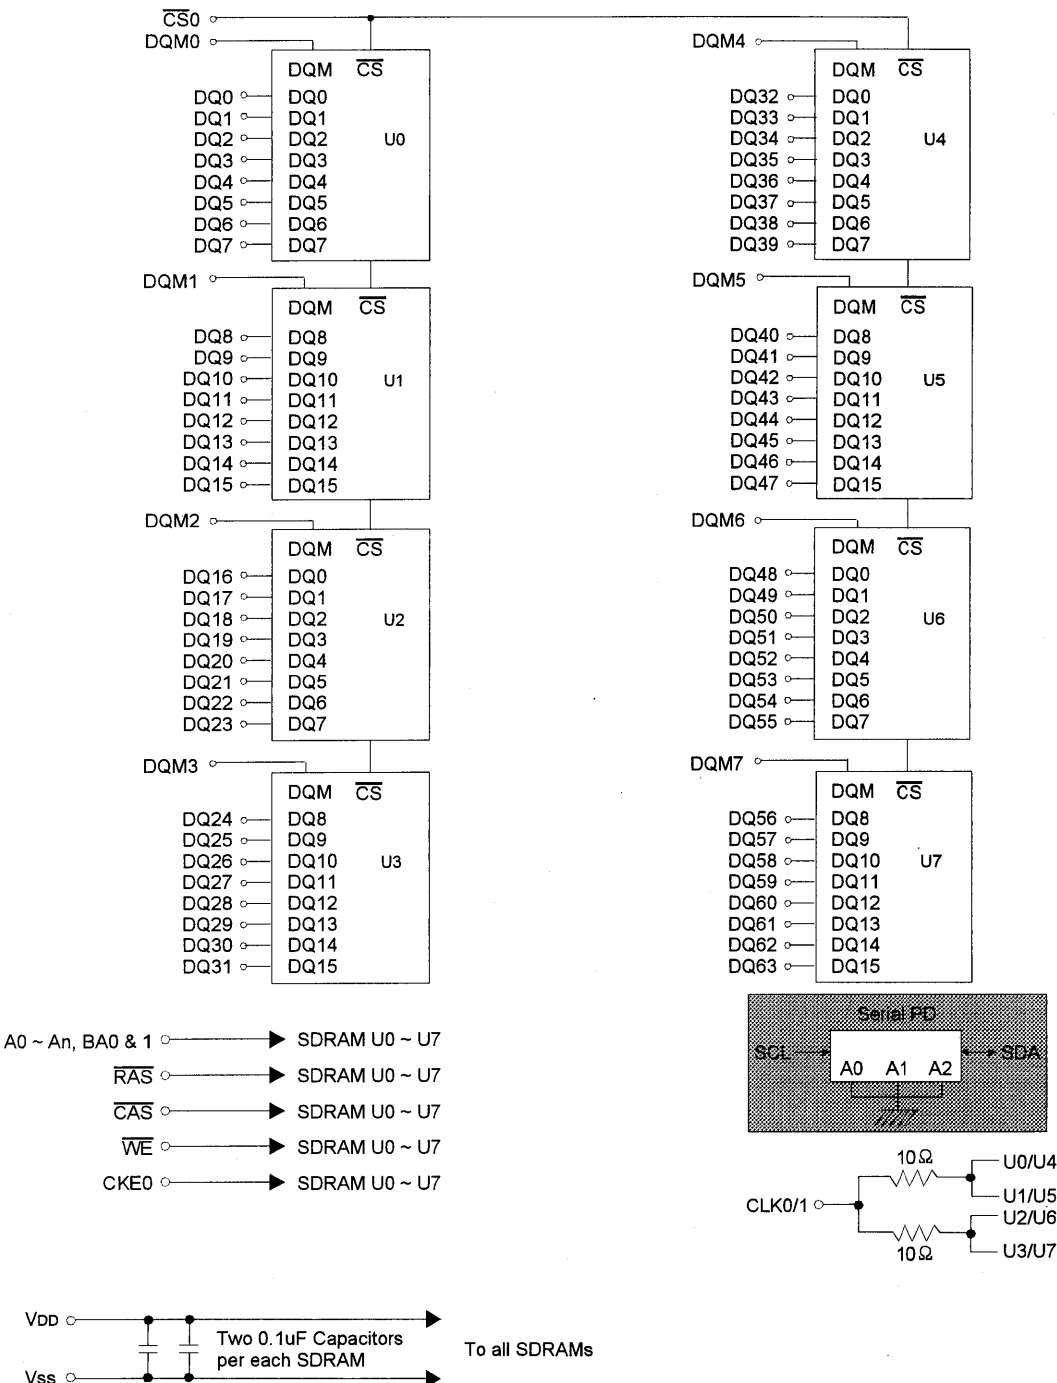 CS0
DQM0
DQM CS
DQ0 DQ0
DQ1 DQ1
DQ2 DQ2 U0
DQ3 DQ3
DQ4 DQ4
DQ5 DQ5
DQ6 DQ6
DQ7 DQ7
DQM1
DQM CS
DQ8 DQ8
DQ9 DQ9
DQ10 DQ10 U1
DQ11 DQ11
DQ12 DQ12
DQ13 DQ13
DQ14 DQ14
DQ15 DQ15
DQM2
DQM CS
DQ16 DQ0
DQ17 DQ1
DQ18 DQ2 U2
DQ19 DQ3
DQ20 DQ4
DQ21 DQ5
DQ22 DQ6
DQ23 DQ7
DQM3
DQM CS
DQ24 DQ8
DQ25 DQ9
DQ26 DQ10 U3
DQ27 DQ11
DQ28 DQ12
DQ29 DQ13
DQ30 DQ14
DQ31 DQ15
DQM4
DQM CS
DQ32 DQ0
DQ33 DQ1
DQ34 DQ2 U4
DQ35 DQ3
DQ36 DQ4
DQ37 DQ5
DQ38 DQ6
DQ39 DQ7
DQM5
DQM CS
DQ40 DQ8
DQ41 DQ9
DQ42 DQ10 U5
DQ43 DQ11
DQ44 DQ12
DQ45 DQ13
DQ46 DQ14
DQ47 DQ15
DQM6
DQM CS
DQ48 DQ0
DQ49 DQ1
DQ50 DQ2 U6
DQ51 DQ3
DQ52 DQ4
DQ53 DQ5
DQ54 DQ6
DQ55 DQ7
DQM7
DQM CS
DQ56 DQ8
DQ57 DQ9
DQ58 DQ10 U7
DQ59 DQ11
DQ60 DQ12
DQ61 DQ13
DQ62 DQ14
DQ63 DQ15
A0 ~ An, BA0 & 1 SDRAM U0 ~ U7
RAS SDRAM U0 ~ U7
CAS SDRAM U0 ~ U7
WE SDRAM U0 ~ U7
CKE0 SDRAM U0 ~ U7
Serial PD
SCL SDA
A0 A1 A2
10Ω U0/U4
U1/U5
CLK0/1
U2/U6
10Ω U3/U7
VDD
Two 0.1uF Capacitors
per each SDRAM
To all SDRAMs
Vss